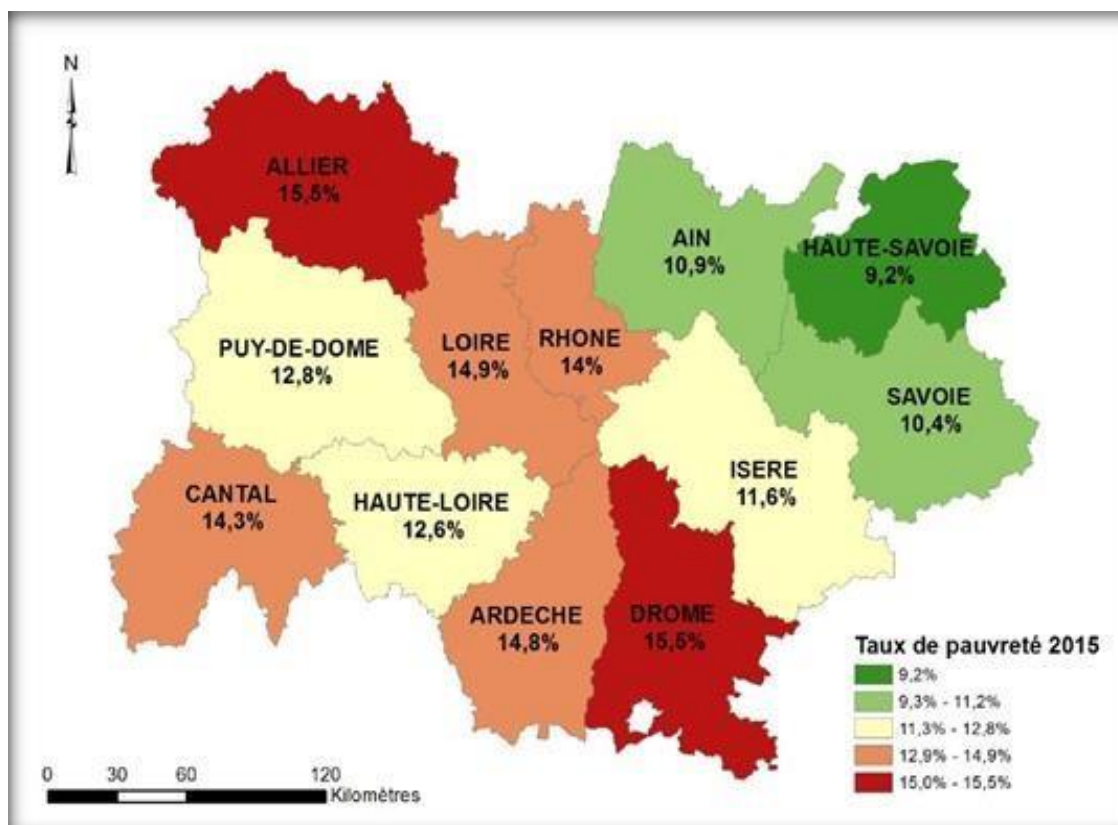 N
ALLIER
15,5%
AIN
10,9%
HAUTE-SAVOIE
9,2%
PUY-DE-DOME
12,8%
LOIRE
14,9%
RHONE
14%
SAVOIE
10,4%
CANTAL
14,3%
HAUTE-LOIRE
12,6%
ISERE
11,6%
ARDECHE
14,8%
DROME
15,5%
Taux de pauvreté 2015
9,2%
9,3% - 11,2%
11,3% - 12,8%
12,9% - 14,9%
15,0% - 15,5%
0 30 60 120
Kilomètres